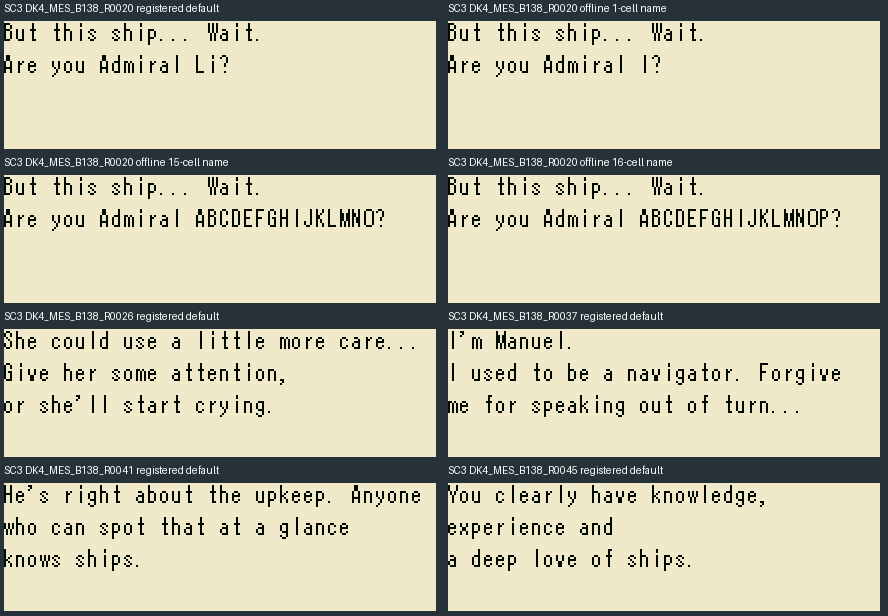 SC3 DK4_MES_B138_R0020 registered default
But this ship... Wait.
Are you Admiral Li?
SC3 DK4_MES_B138_R0020 offline 1-cell name
But this ship... Wait.
Are you Admiral I?
SC3 DK4_MES_B138_R0020 offline 15-cell name
But this ship... Wait.
Are you Admiral ABCDEFGHIJKLMNO?
SC3 DK4_MES_B138_R0020 offline 16-cell name
But this ship... Wait.
Are you Admiral ABCDEFGHIJKLMNOP?
SC3 DK4_MES_B138_R0026 registered default
She could use a little more care...
Give her some attention,
or she'll start crying.
SC3 DK4_MES_B138_R0037 registered default
I'm Manuel.
I used to be a navigator. Forgive
me for speaking out of turn...
SC3 DK4_MES_B138_R0041 registered default
He's right about the upkeep. Anyone
who can spot that at a glance
knows ships.
SC3 DK4_MES_B138_R0045 registered default
You clearly have knowledge,
experience and
a deep love of ships.